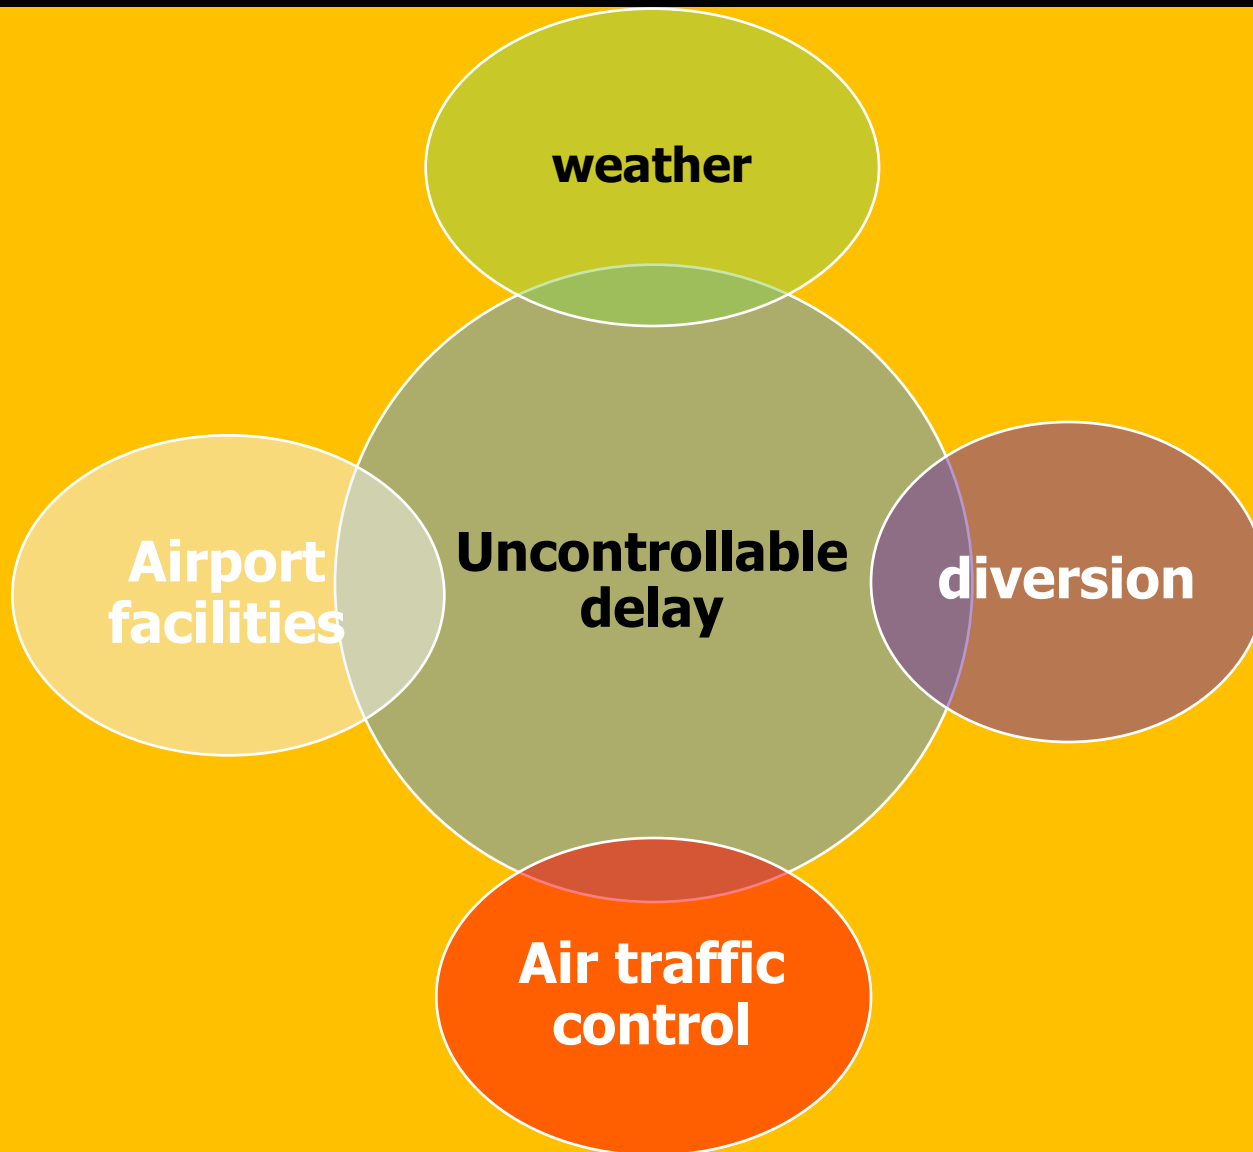 weather
Airport
facilities
Uncontrollable
delay
diversion
Air traffic
control